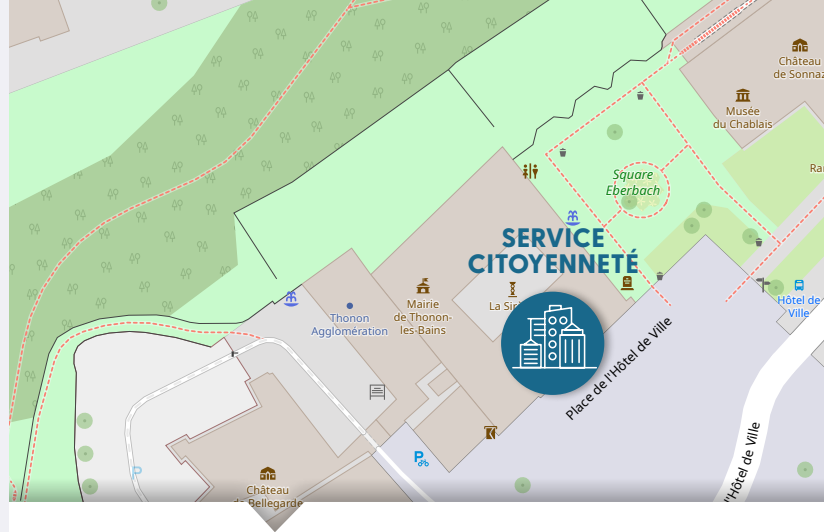 Château
de Sonnaz
Musée
du Chablais
Square
Eberbach
SERVICE
CITOYENNETÉ
Hôtel de
Ville
Mairie
de Thonon-
les-Bains
La
Thonon
Agglomération
Place de l'Hôtel de Ville
l'Hôtel de Ville
P
P
Château
de Bellegarde